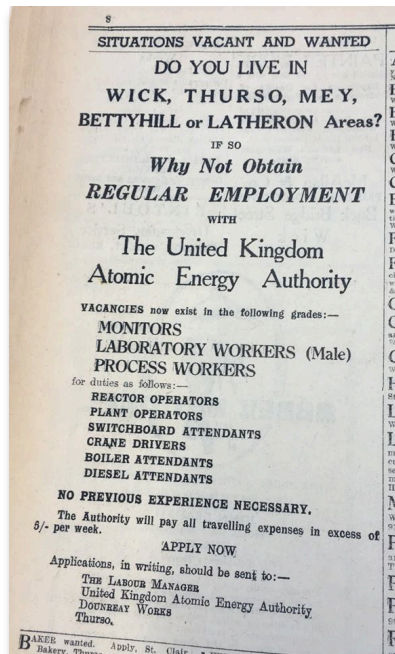 8
SITUATIONS VACANT AND WANTED
DO YOU LIVE IN
WICK, THURSO, MEY,
BETTYHILL or LATHERON Areas?
IF SO
Why Not Obtain
REGULAR EMPLOYMENT
WITH
The United Kingdom
Atomic Energy Authority
VACANCIES now exist in the following grades:—
MONITORS
LABORATORY WORKERS (Male)
PROCESS WORKERS
for duties as follows:—
REACTOR OPERATORS
PLANT OPERATORS
SWITCHBOARD ATTENDANTS
CRANE DRIVERS
BOILER ATTENDANTS
DIESEL ATTENDANTS
NO PREVIOUS EXPERIENCE NECESSARY.
The Authority will pay all travelling expenses in excess of
5/- per week.
APPLY NOW
Applications, in writing, should be sent to:—
THE LABOUR MANAGER
United Kingdom Atomic Energy Authority
DOUNREAY WORKS
Thurso.
BAKER wanted. Apply, St. Clair
Bakery, Thurso